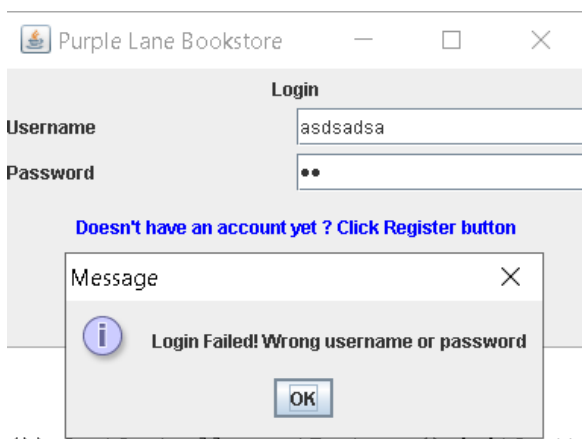 Purple Lane Bookstore
Login
Username asdsadsa
Password ••
Doesn't have an account yet ? Click Register button
Message
Login Failed! Wrong username or password
OK